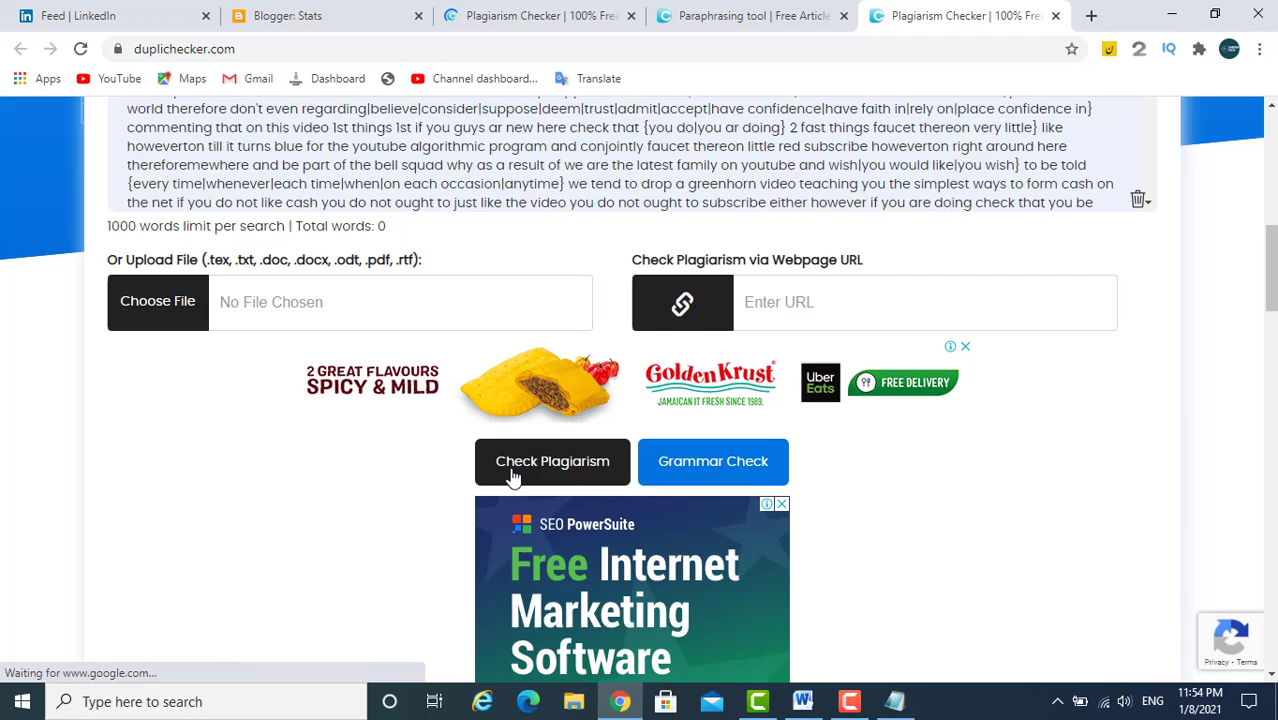 Feed | LinkedIn
Blogger: Stats
Plagiarism Checker | 100% Free
Paraphrasing tool | Free Article
Plagiarism Checker | 100% Free
duplichecker.com
Apps
YouTube
Maps
Gmail
Dashboard
Channel dashboard...
Translate
world therefore don't even regarding|believe|consider|suppose|deem|trust|admit|accept|have confidence|have faith in|rely on|place confidence in}
commenting that on this video 1st things 1st if you guys ar new here check that {you do|you ar doing} 2 fast things faucet thereon very little} like
howeverton till it turns blue for the youtube algorithmic program and conjointly faucet thereon little red subscribe howeverton right around here
thereforemewhere and be part of the bell squad why as a result of we are the latest family on youtube and wish|you would like|you wish} to be told
{every time|whenever|each time|when|on each occasion|anytime} we tend to drop a greenhorn video teaching you the simplest ways to form cash on
the net if you do not like cash you do not ought to just like the video you do not ought to subscribe either however if you are doing check that you be
1000 words limit per search | Total words: 0
Or Upload File (.tex, .txt, .doc, .docx, .odt, .pdf, .rtf):
Check Plagiarism via Webpage URL
Choose File
No File Chosen
Enter URL
2 GREAT FLAVOURS
SPICY & MILD
GOLDEN KRUST
JAMAICAN IT FRESH SINCE 1989.
Uber
Eats
FREE DELIVERY
Check Plagiarism
Grammar Check
SEO PowerSuite
Free Internet
Marketing
Software
Privacy - Terms
Waiting for www.google.com...
Type here to search
ENG
11:54 PM
1/8/2021